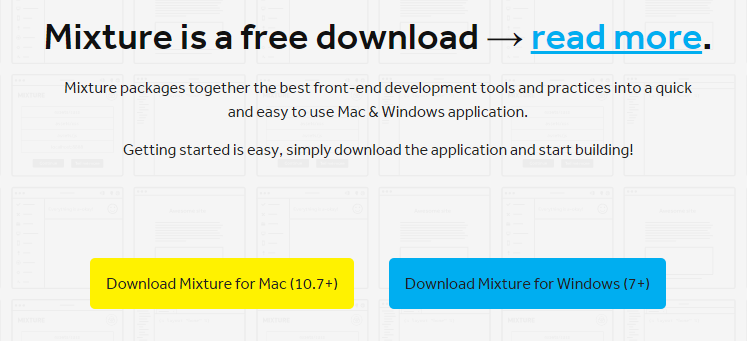 Mixture is a free download → read more.
Mixture packages together the best front-end development tools and practices into a quick
and easy to use Mac & Windows application.
Getting started is easy, simply download the application and start building!
Download Mixture for Mac (10.7+)
Download Mixture for Windows (7+)